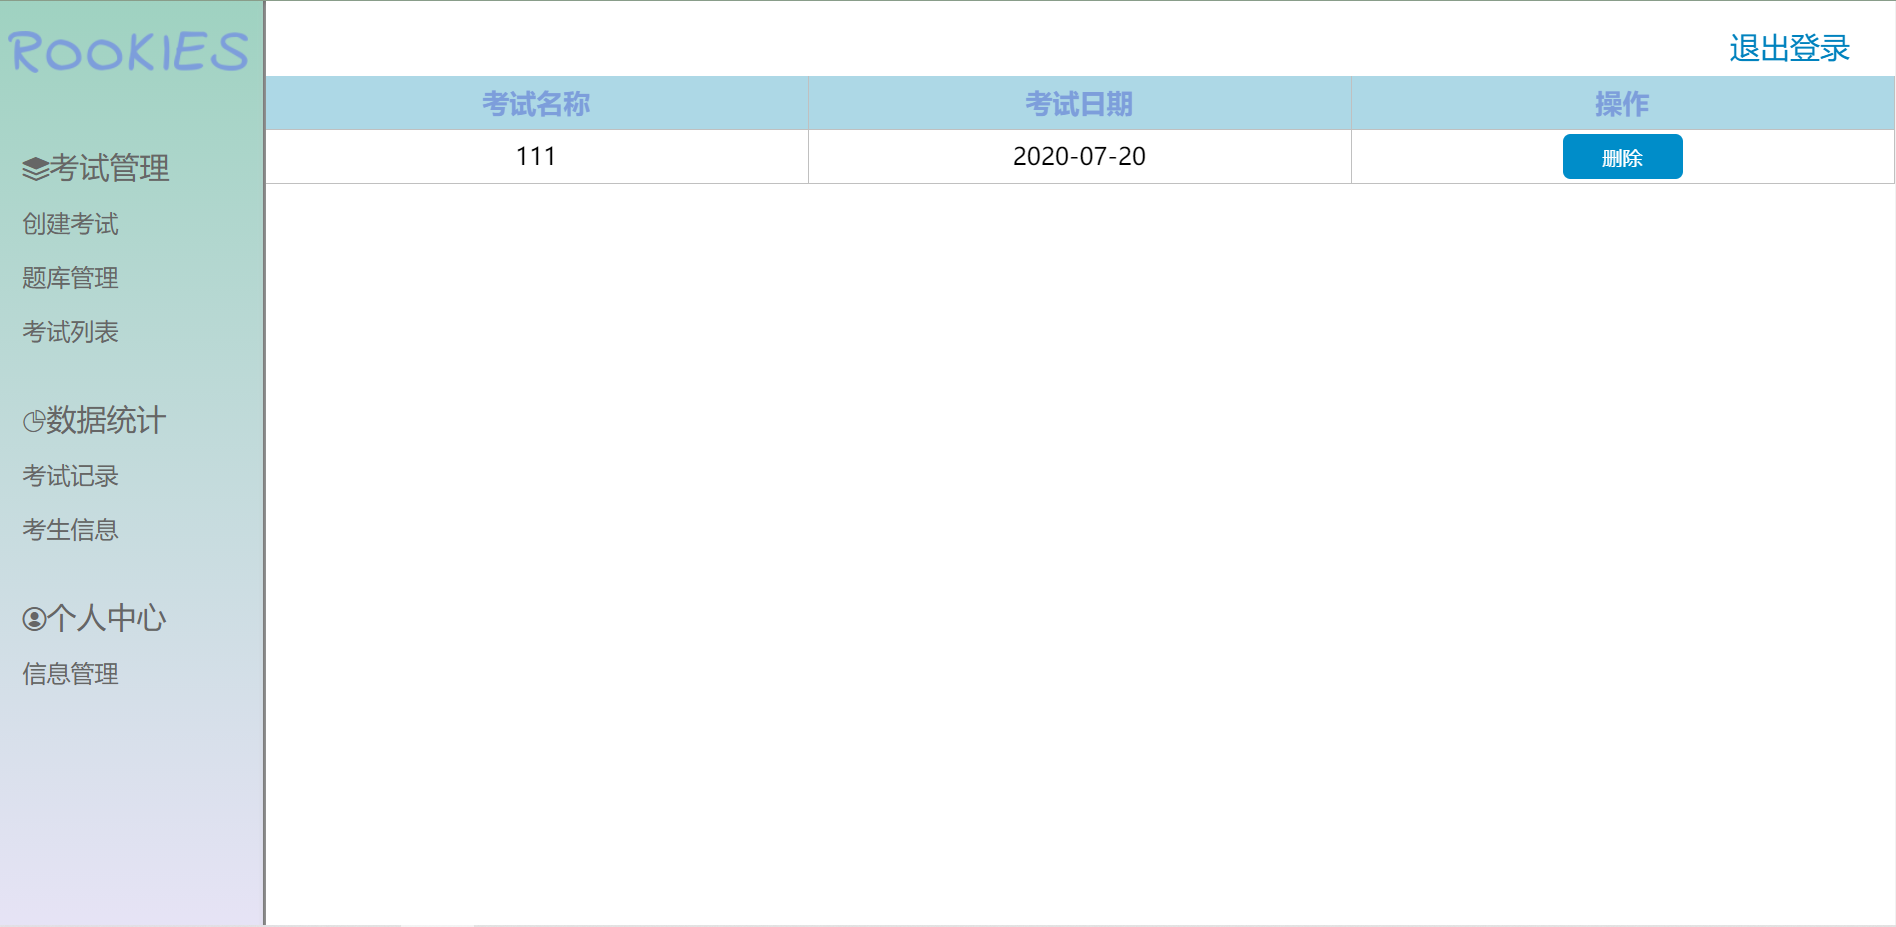 ROOKIES
考试管理
创建考试
题库管理
考试列表
数据统计
考试记录
考生信息
个人中心
信息管理
退出登录
考试名称 考试日期 操作
111 2020-07-20 删除